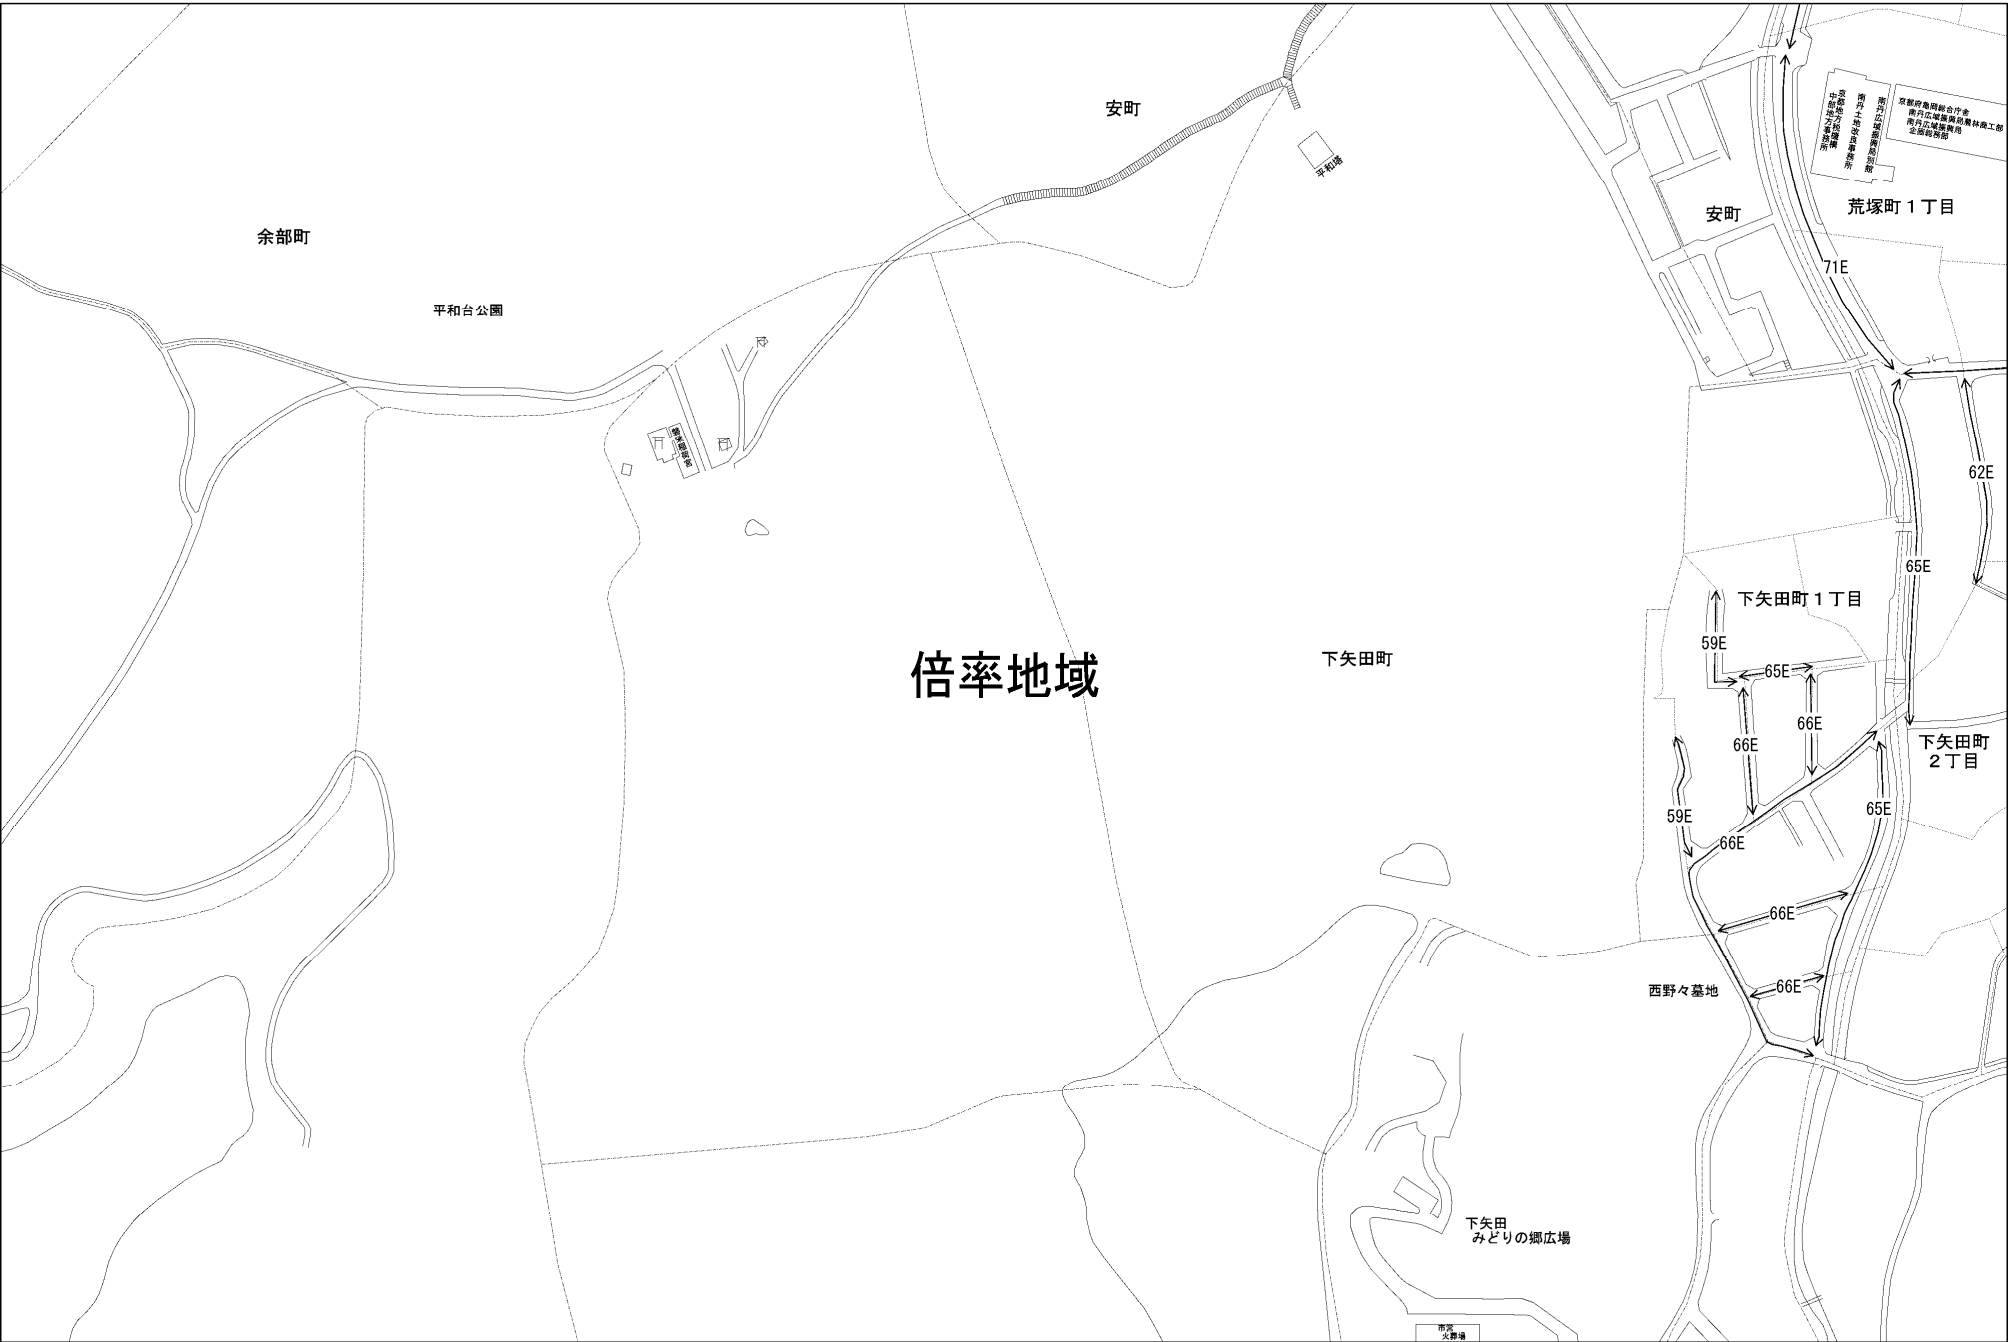 安町
平和塔
京都府亀岡総合庁舎
南丹広域振興局農林商工部
南丹広域振興局
企画総務部
南丹広域振興局別館
南丹土地改良事務所
京都地方税機構
中部地方事務所
荒塚町1丁目
安町
余部町
71E
平和台公園
62E
65E
下矢田町1丁目
59E
65E
倍率地域
下矢田町
66E
66E
下矢田町
2丁目
59E
65E
66E
66E
66E
西野々墓地
下矢田
みどりの郷広場
市営
火葬場